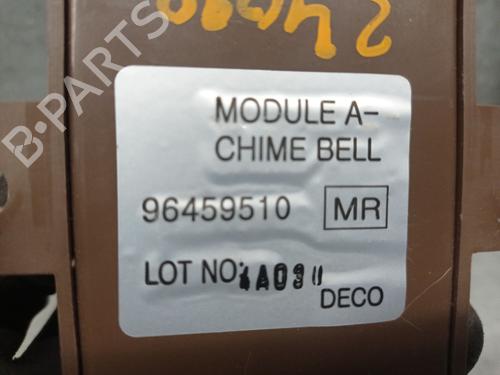 B-PARTS
MODULE A-
CHIME BELL
96459510 MR
LOT NO:
DECO